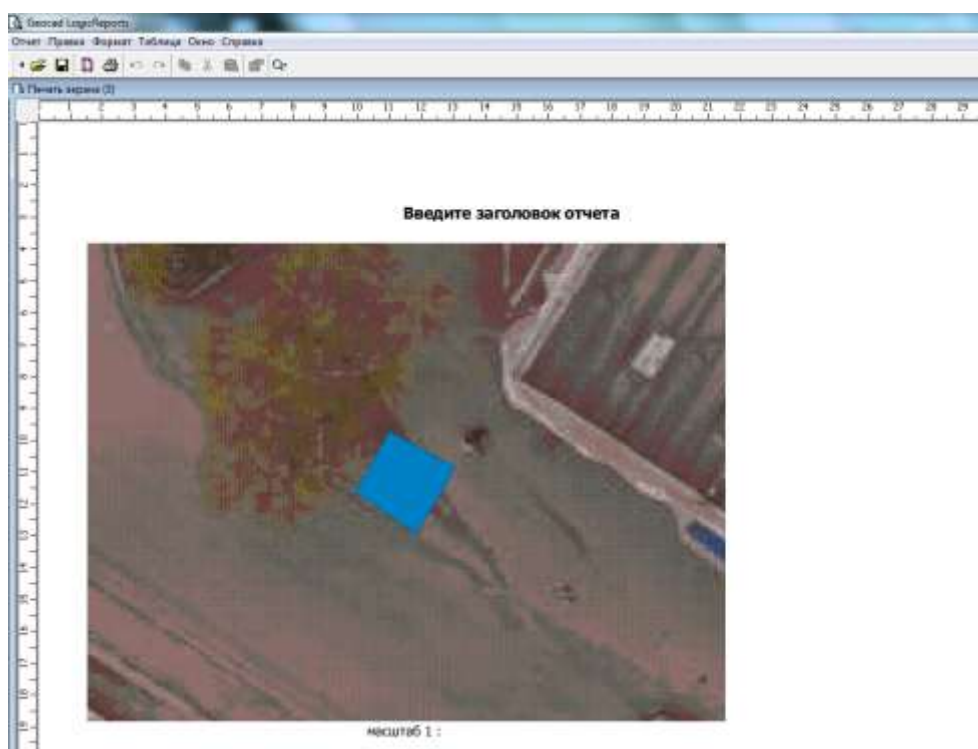 Geocad LogicReports
Отчет Правка Формат Таблица Окно Справка
Печать экрана (3)
1 2 3 4 5 6 7 8 9 10 11 12 13 14 15 16 17 18 19 20 21 22 23 24 25 26 27 28 29
Введите заголовок отчета
масштаб 1 :